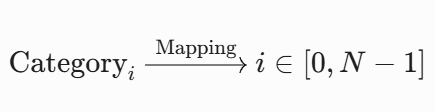 Category_i \xrightarrow{Mapping} i ∈ [0, N − 1]